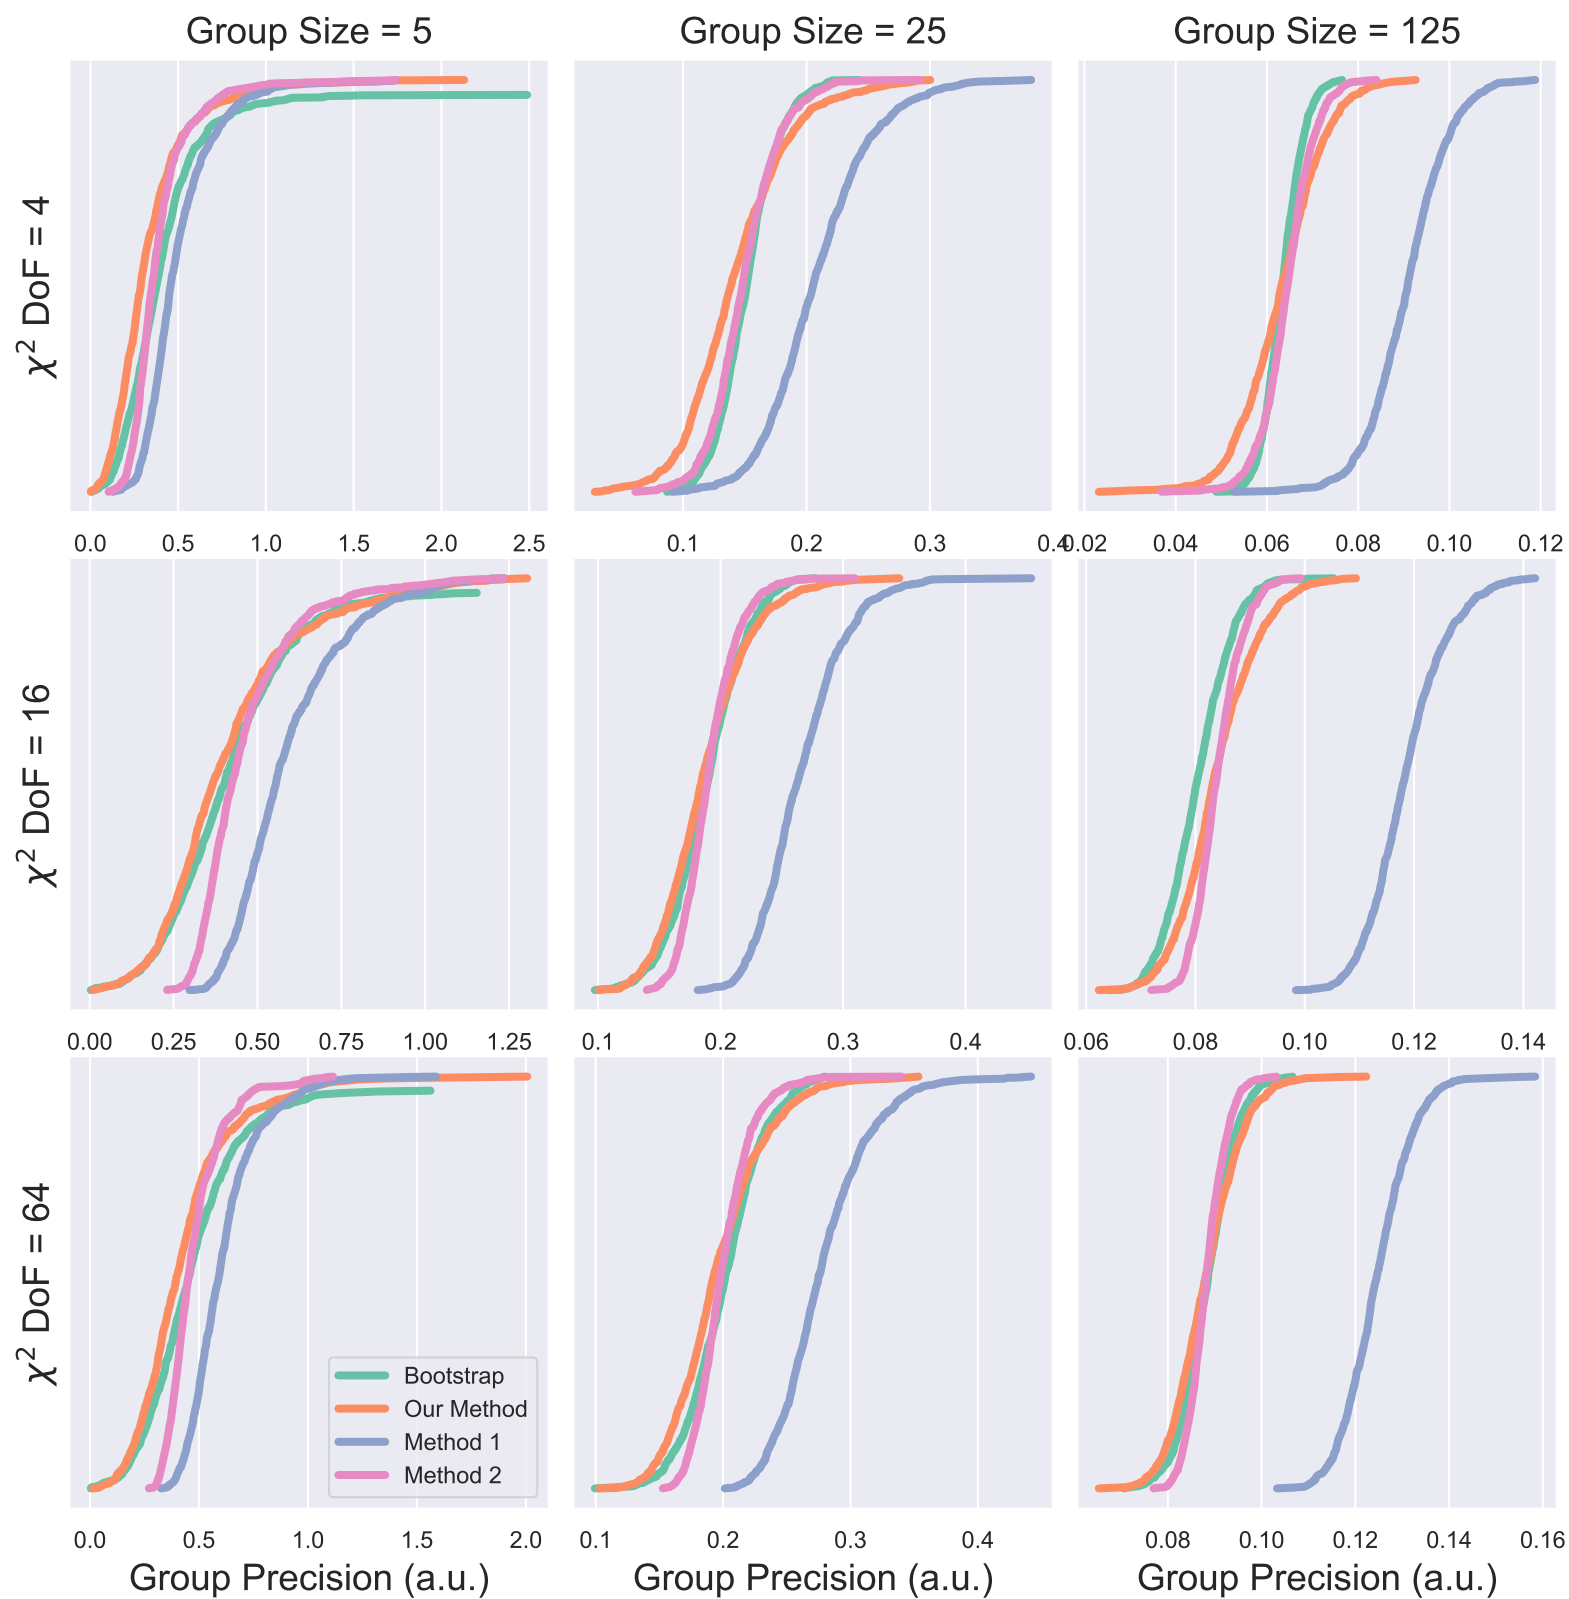 Group Size = 5
Group Size = 25
Group Size = 125
χ² DoF = 4
0.0 0.5 1.0 1.5 2.0 2.5
0.1 0.2 0.3 0.4
0.02 0.04 0.06 0.08 0.10 0.12
χ² DoF = 16
0.00 0.25 0.50 0.75 1.00 1.25
0.1 0.2 0.3 0.4
0.06 0.08 0.10 0.12 0.14
χ² DoF = 64
Bootstrap
Our Method
Method 1
Method 2
0.0 0.5 1.0 1.5 2.0
0.1 0.2 0.3 0.4
0.08 0.10 0.12 0.14 0.16
Group Precision (a.u.)
Group Precision (a.u.)
Group Precision (a.u.)